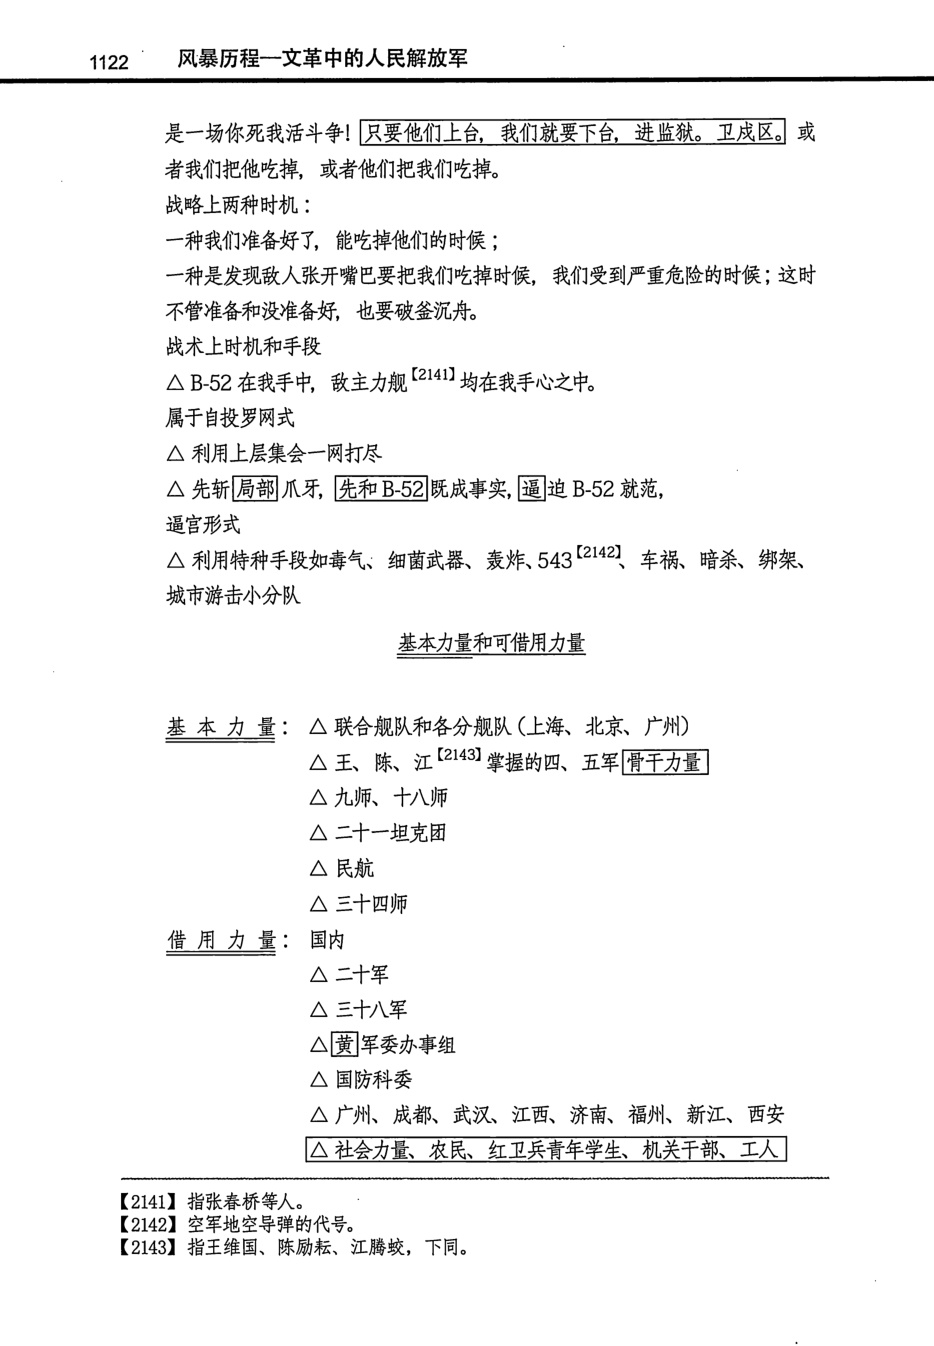 1122 风暴历程一文革中的人民解放军
是一场你死我活斗争! 只要他们上台, 我们就要下台, 进监狱。卫戍区。或
者我们把他吃掉, 或者他们把我们吃掉。
战略上两种时机:
一种我们准备好了, 能吃掉他们的时候;
一种是发现敌人张开嘴巴要把我们吃掉时候, 我们受到严重危险的时候; 这时
不管准备和没准备好, 也要破釜沉舟。
战术上时机和手段
△ B-52 在我手中, 敌主力舰【2141】均在我手心之中。
属于自投罗网式
△ 利用上层集会一网打尽
△ 先斩局部爪牙, 先和 B-52 既成事实, 逼迫 B-52 就范,
逼宫形式
△ 利用特种手段如毒气、细菌武器、轰炸、543【2142】、车祸、暗杀、绑架、
城市游击小分队
基本力量和可借用力量
基本力量: △ 联合舰队和各分舰队 (上海、北京、广州)
△ 王、陈、江【2143】掌握的四、五军骨干力量
△ 九师、十八师
△ 二十一坦克团
△ 民航
△ 三十四师
借用力量: 国内
△ 二十军
△ 三十八军
△ 黄军委办事组
△ 国防科委
△ 广州、成都、武汉、江西、济南、福州、新江、西安
△ 社会力量、农民、红卫兵青年学生、机关干部、工人
【2141】指张春桥等人。
【2142】空军地空导弹的代号。
【2143】指王维国、陈励耘、江腾蛟, 下同。